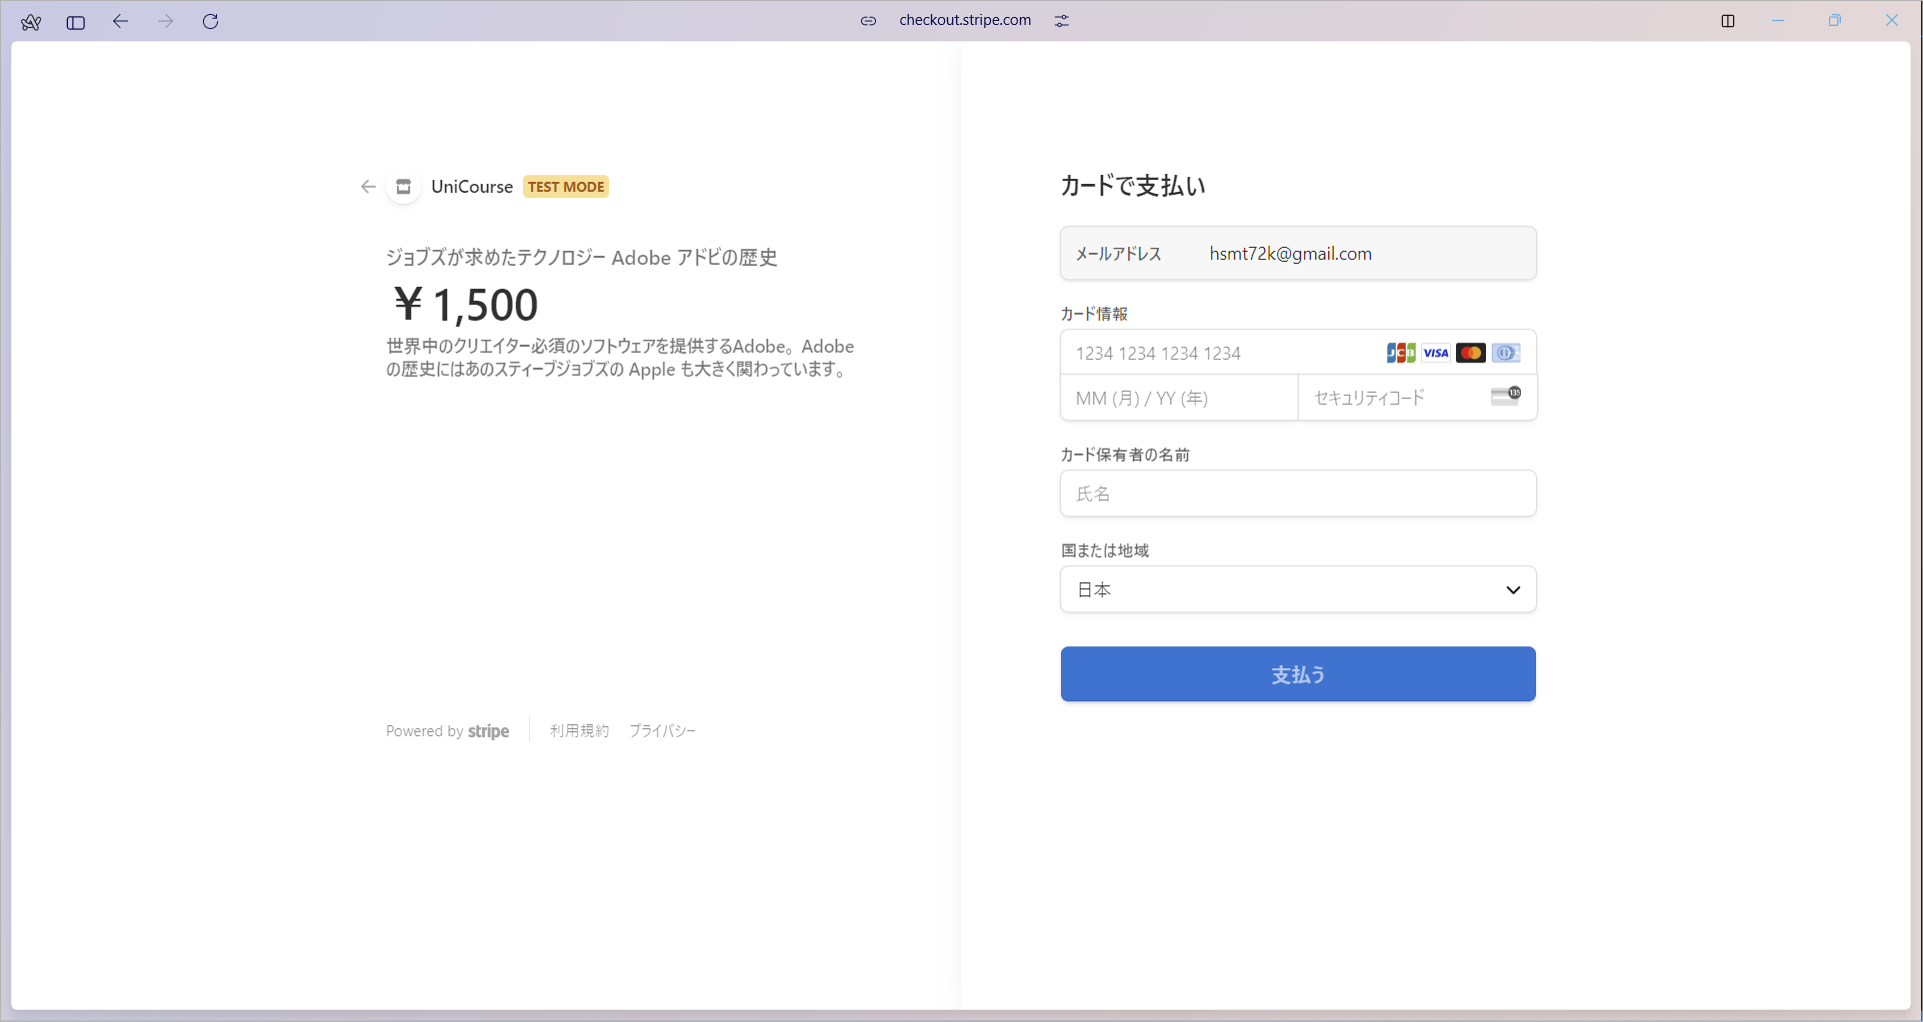 checkout.stripe.com
UniCourse TEST MODE
ジョブズが求めたテクノロジー Adobe アドビの歴史
￥1,500
世界中のクリエイター必須のソフトウェアを提供するAdobe。Adobe
の歴史にはあのスティーブジョブズの Apple も大きく関わっています。
Powered by stripe 利用規約 プライバシー
カードで支払い
メールアドレス hsmt72k@gmail.com
カード情報
1234 1234 1234 1234 JCB VISA
MM (月) / YY (年) セキュリティコード 135
カード保有者の名前
氏名
国または地域
日本
支払う